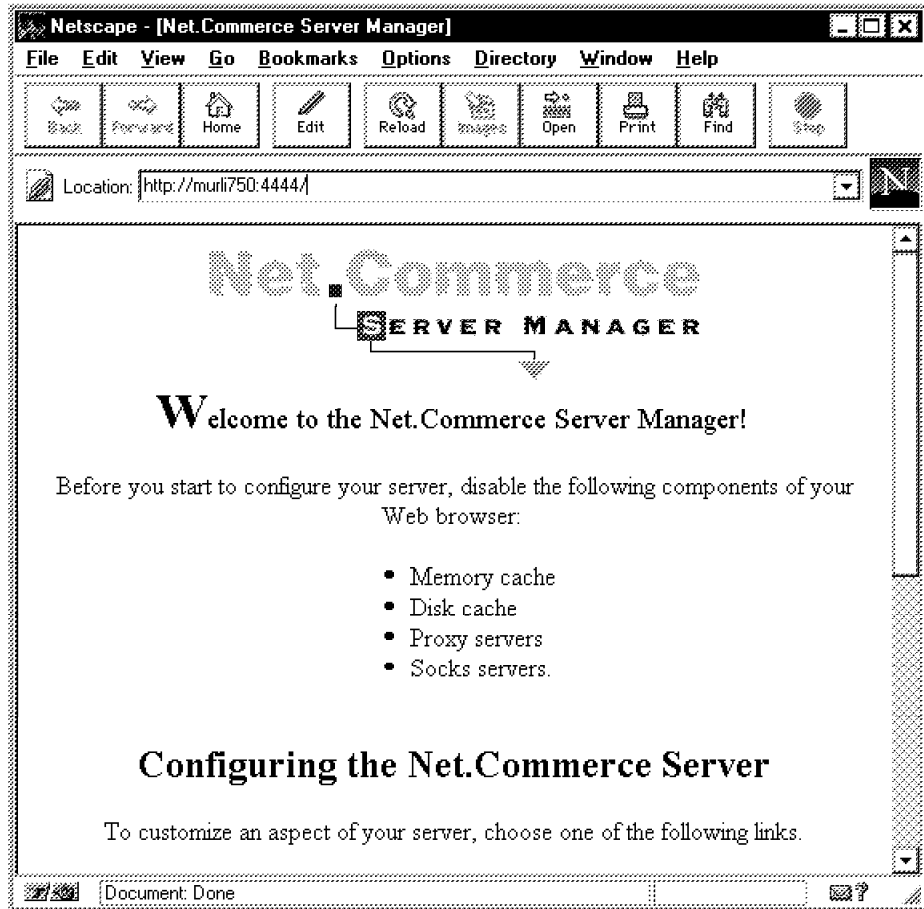 Netscape - [Net.Commerce Server Manager]
File Edit View Go Bookmarks Options Directory Window Help
Back Forward Home Edit Reload Images Open Print Find Stop
Location: http://murli750:4444/
N
Net.Commerce
SERVER MANAGER
Welcome to the Net.Commerce Server Manager!
Before you start to configure your server, disable the following components of your
Web browser:
• Memory cache
• Disk cache
• Proxy servers
• Socks servers.
Configuring the Net.Commerce Server
To customize an aspect of your server, choose one of the following links.
Document: Done
?